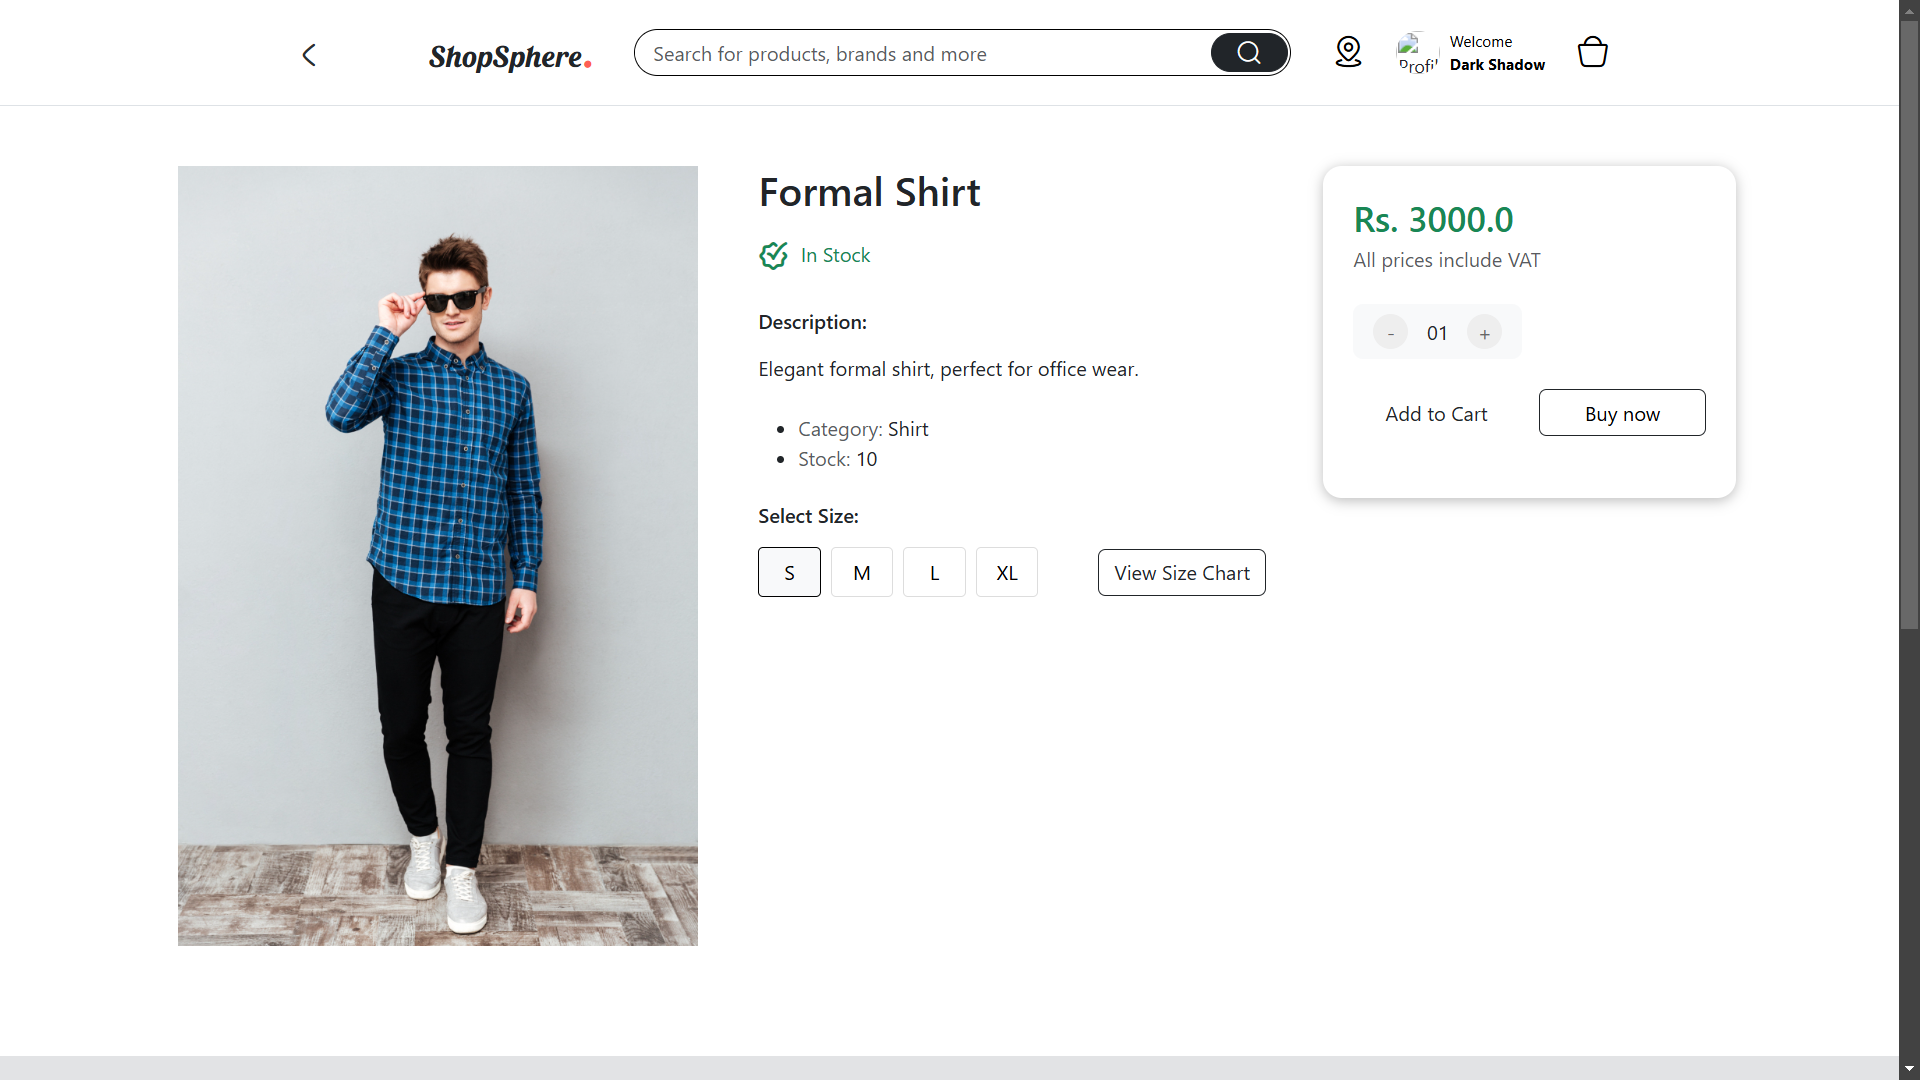 ShopSphere.
Search for products, brands and more
Profi
Welcome
Dark Shadow
Formal Shirt
In Stock
Description:
Elegant formal shirt, perfect for office wear.
Category: Shirt
Stock: 10
Select Size:
S M L XL
View Size Chart
Rs. 3000.0
All prices include VAT
- 01 +
Add to Cart
Buy now